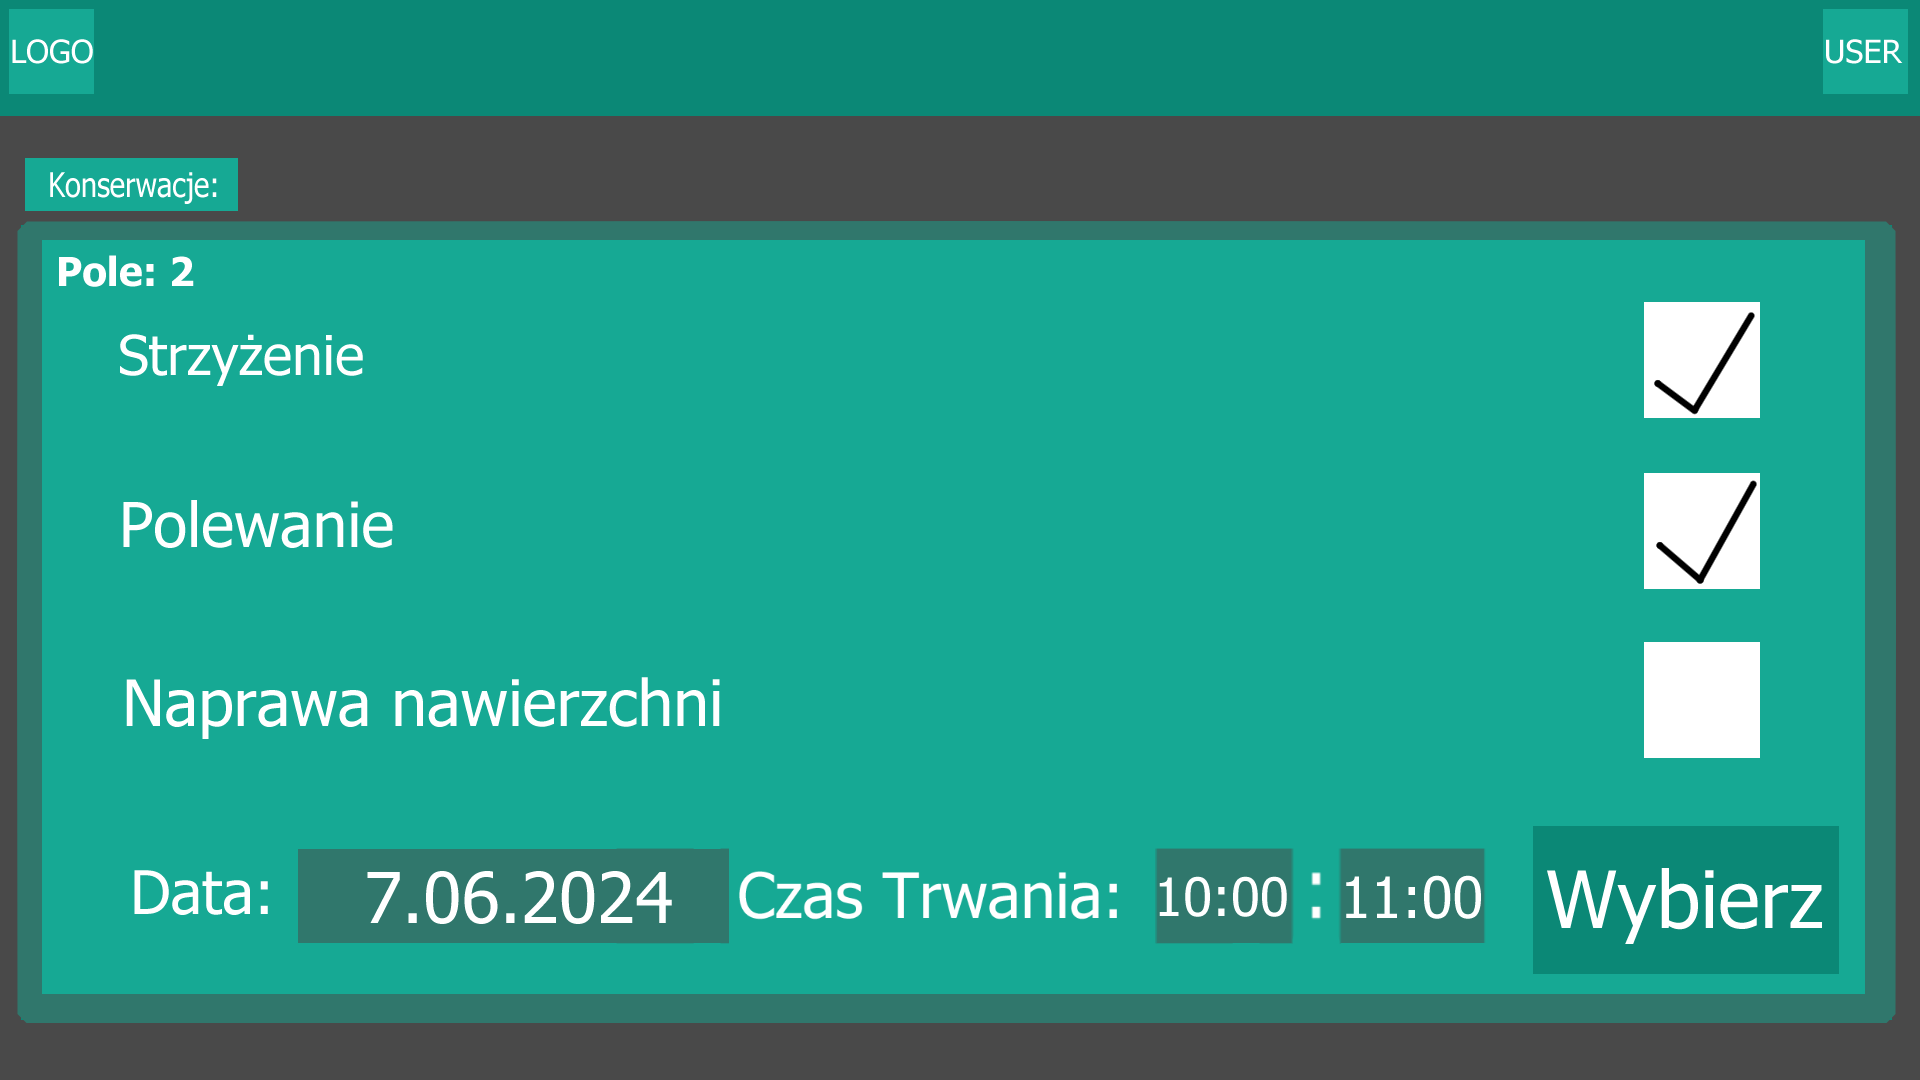 LOGO
USER
Konserwacje:
Pole: 2
Strzyżenie
Polewanie
Naprawa nawierzchni
Data: 7.06.2024 Czas Trwania: 10:00 : 11:00 Wybierz